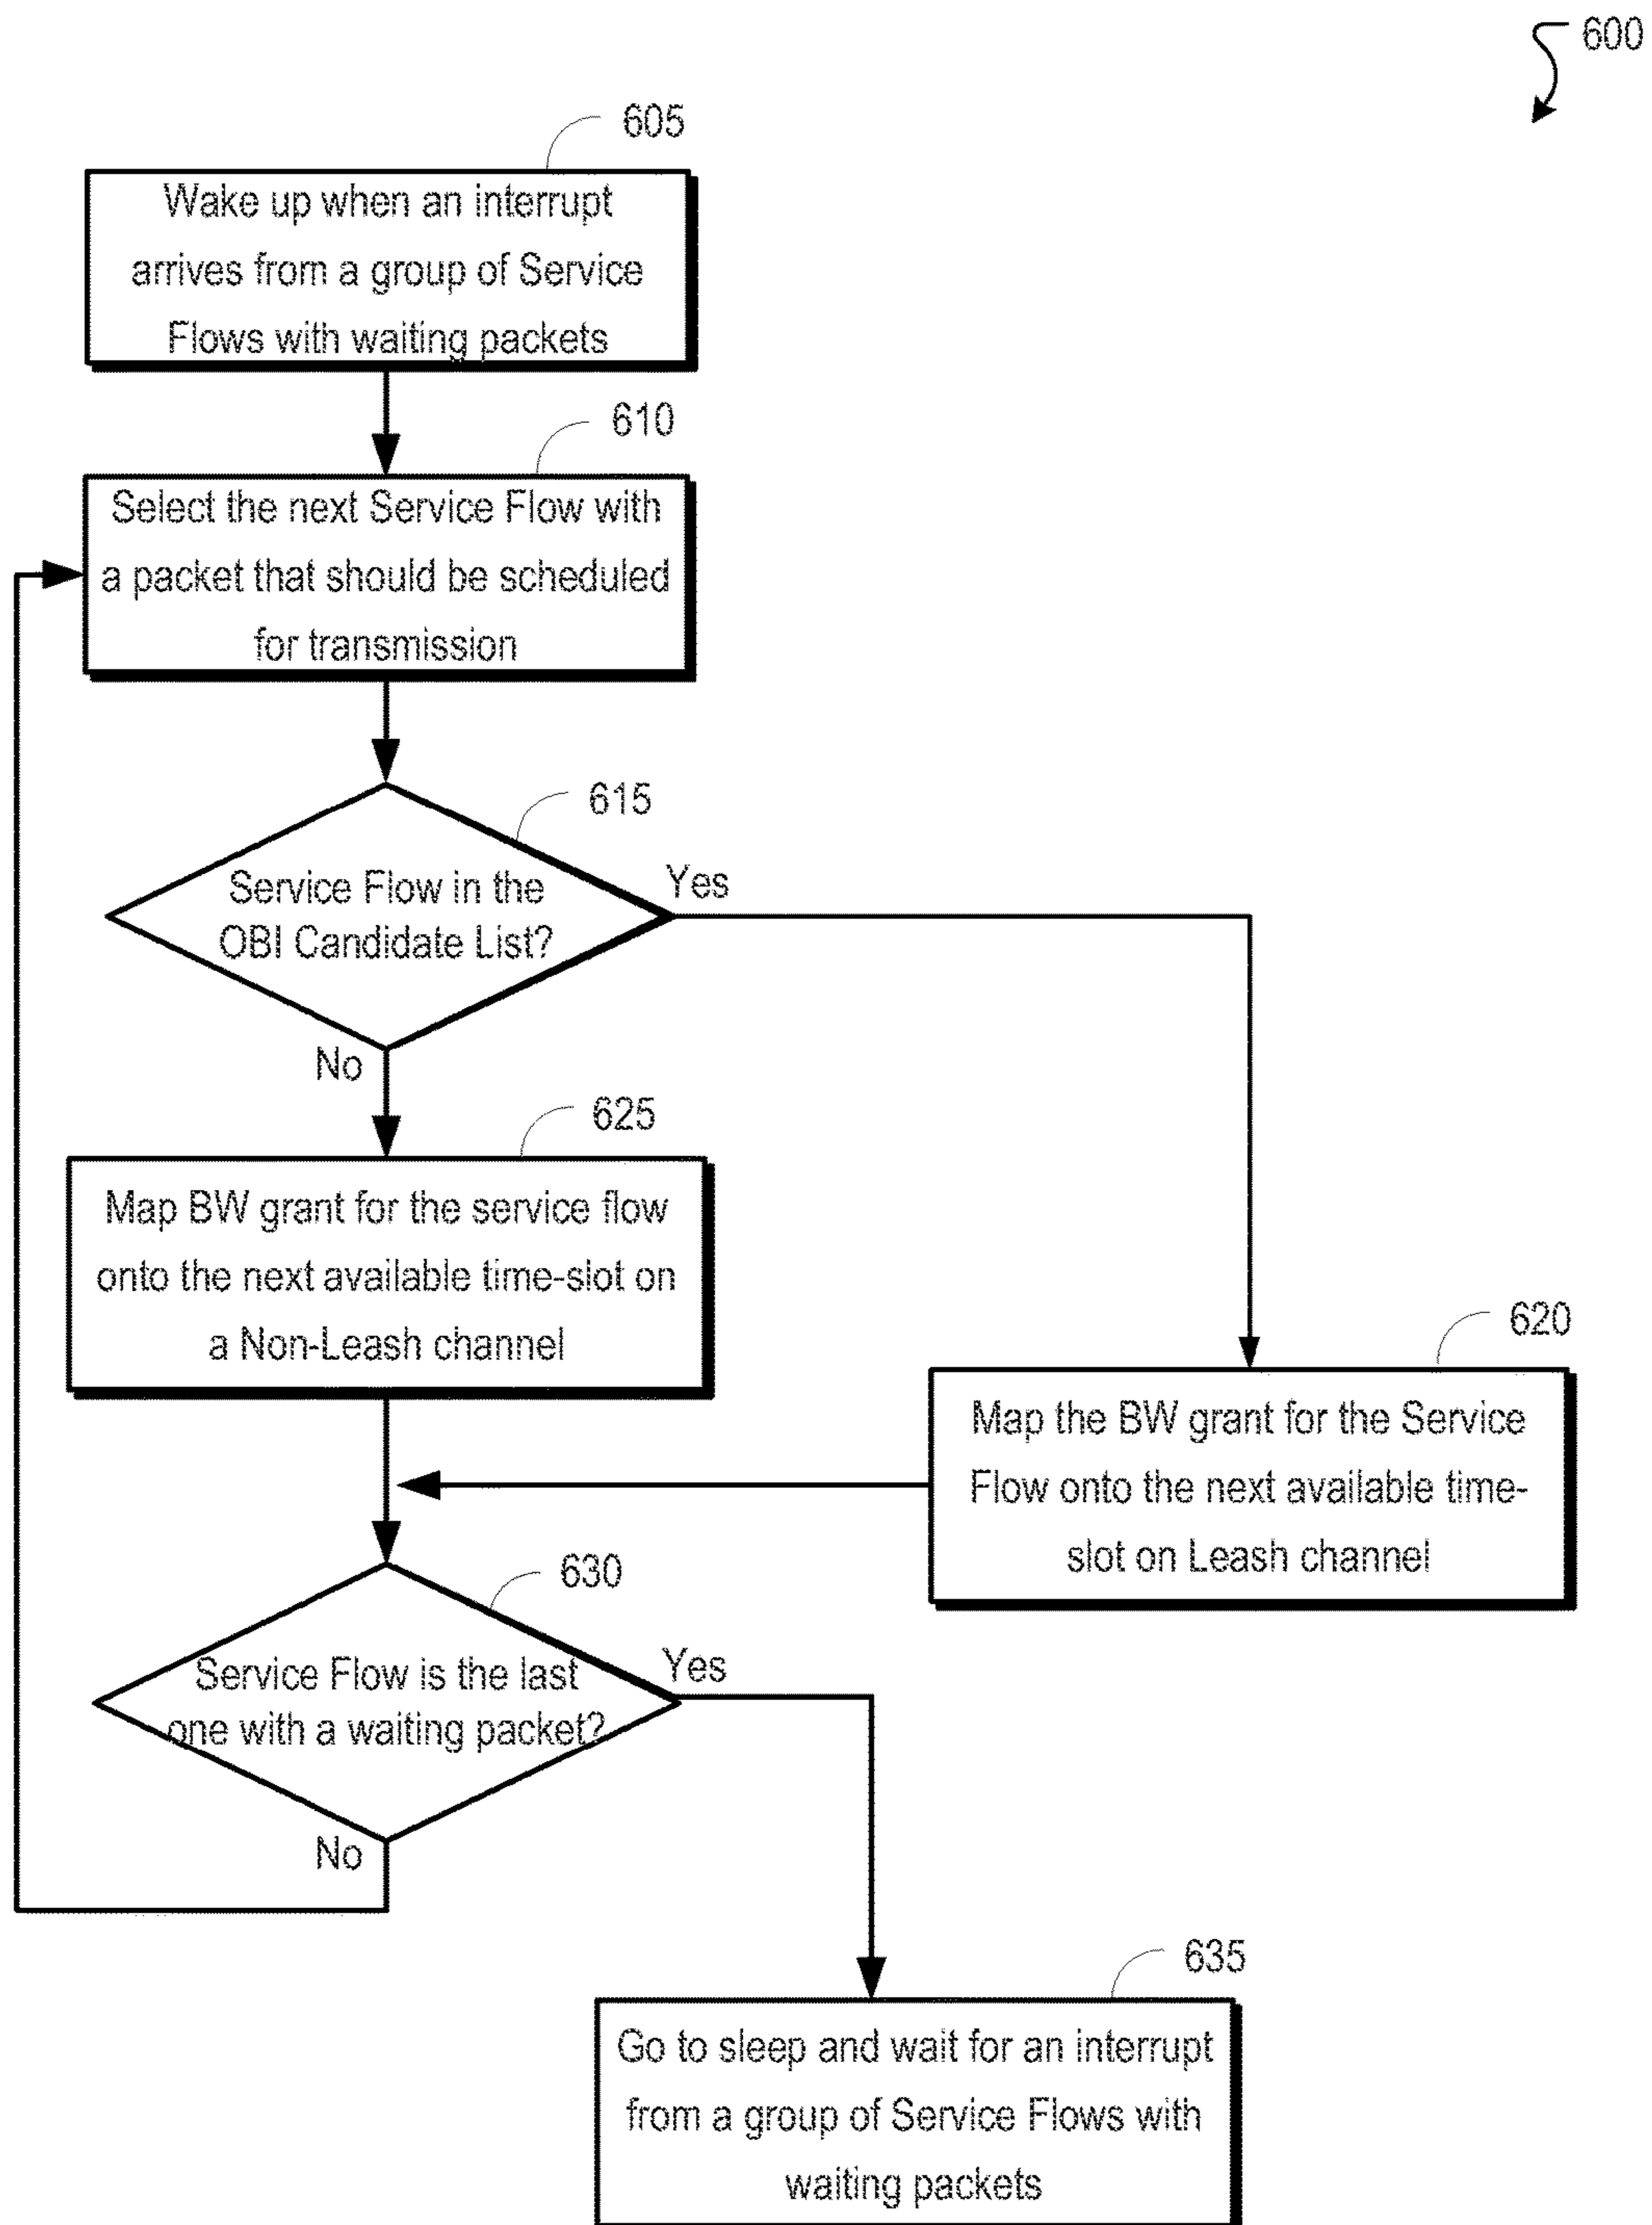 600
605
Wake up when an interrupt
arrives from a group of Service
Flows with waiting packets
610
Select the next Service Flow with
a packet that should be scheduled
for transmission
615
Service Flow in the
OBI Candidate List?
Yes
No
625
Map BW grant for the service flow
onto the next available time-slot on
a Non-Leash channel
620
Map the BW grant for the Service
Flow onto the next available time-
slot on Leash channel
630
Service Flow is the last
one with a waiting packet?
Yes
No
635
Go to sleep and wait for an interrupt
from a group of Service Flows with
waiting packets